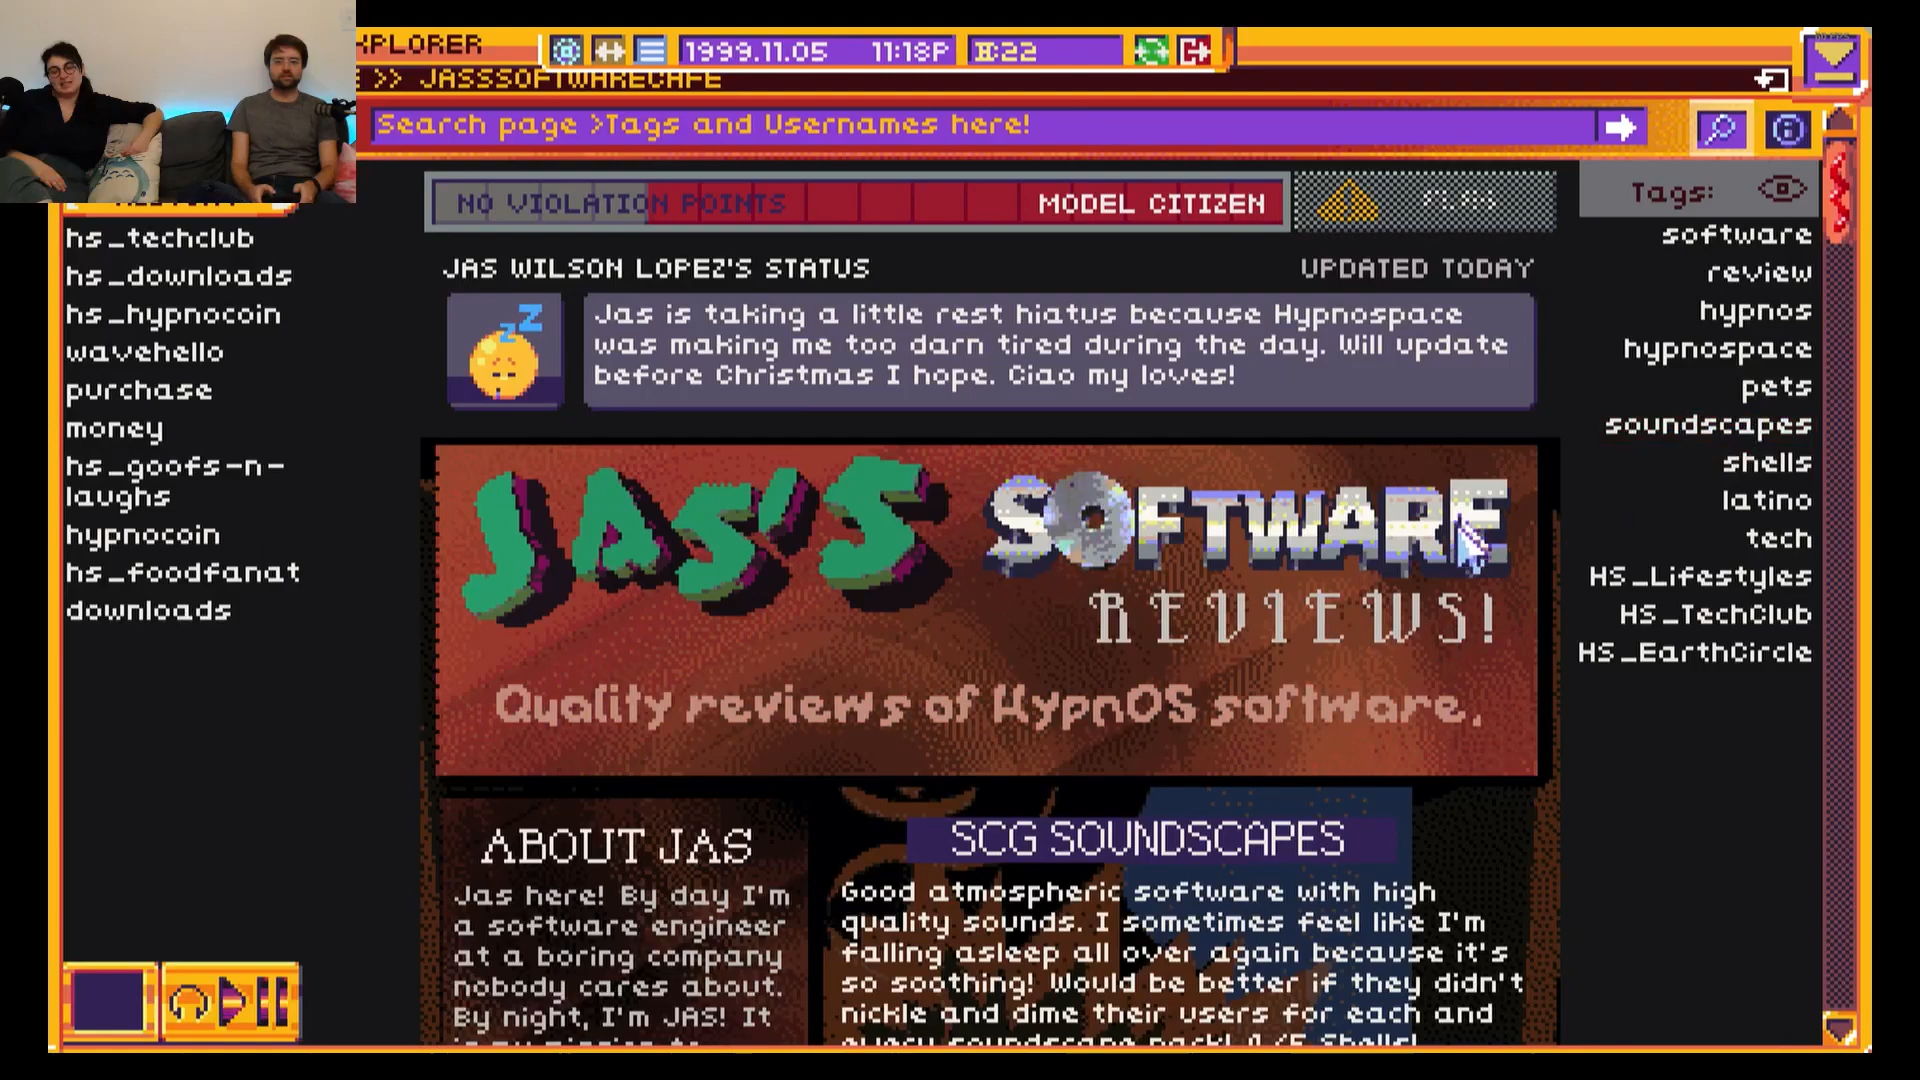 XPLORER
1999.11.05 11:18P
22
>> JASSSOFTWARECAFE
Search page >Tags and Usernames here!
NO VIOLATION POINTS
MODEL CITIZEN
Tags:
hs_techclub
hs_downloads
hs_hypnocoin
wavehello
purchase
money
hs_goofs-n-
laughs
hypnocoin
hs_foodfanat
downloads
JAS WILSON LOPEZ'S STATUS
UPDATED TODAY
Jas is taking a little rest hiatus because Hypnospace
was making me too darn tired during the day. Will update
before Christmas I hope. Ciao my loves!
JAS'S SOFTWARE
REVIEWS!
Quality reviews of HypnOS software.
ABOUT JAS
Jas here! By day I'm
a software engineer
at a boring company
nobody cares about.
By night, I'm JAS! It
SCG SOUNDSCAPES
Good atmospheric software with high
quality sounds. I sometimes feel like I'm
falling asleep all over again because it's
so soothing! Would be better if they didn't
nickle and dime their users for each and
every soundscape pack! 4/5 Shells!
software
review
hypnos
hypnospace
pets
soundscapes
shells
latino
tech
HS_Lifestyles
HS_TechClub
HS_EarthCircle